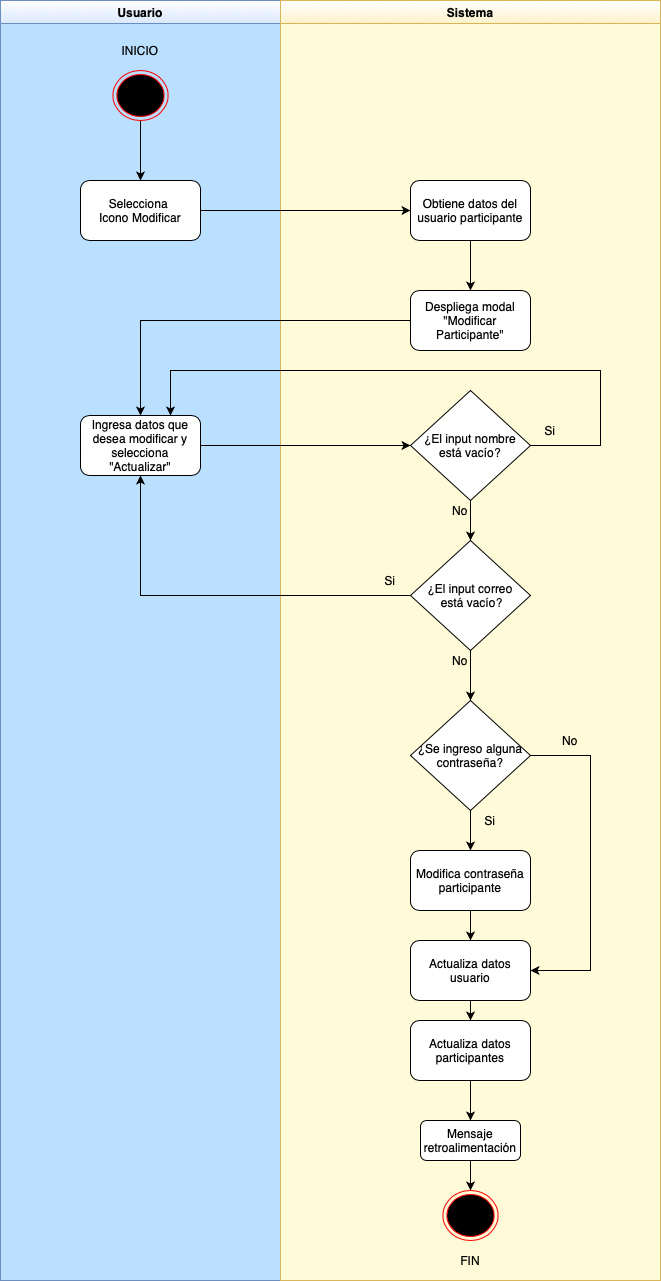 Usuario
Sistema
INICIO
Selecciona
Icono Modificar
Obtiene datos del
usuario participante
Despliega modal
"Modificar
Participante"
Ingresa datos que
desea modificar y
selecciona
"Actualizar"
¿El input nombre
está vacío?
Si
No
¿El input correo
está vacío?
Si
No
¿Se ingreso alguna
contraseña?
No
Si
Modifica contraseña
participante
Actualiza datos
usuario
Actualiza datos
participantes
Mensaje
retroalimentación
FIN